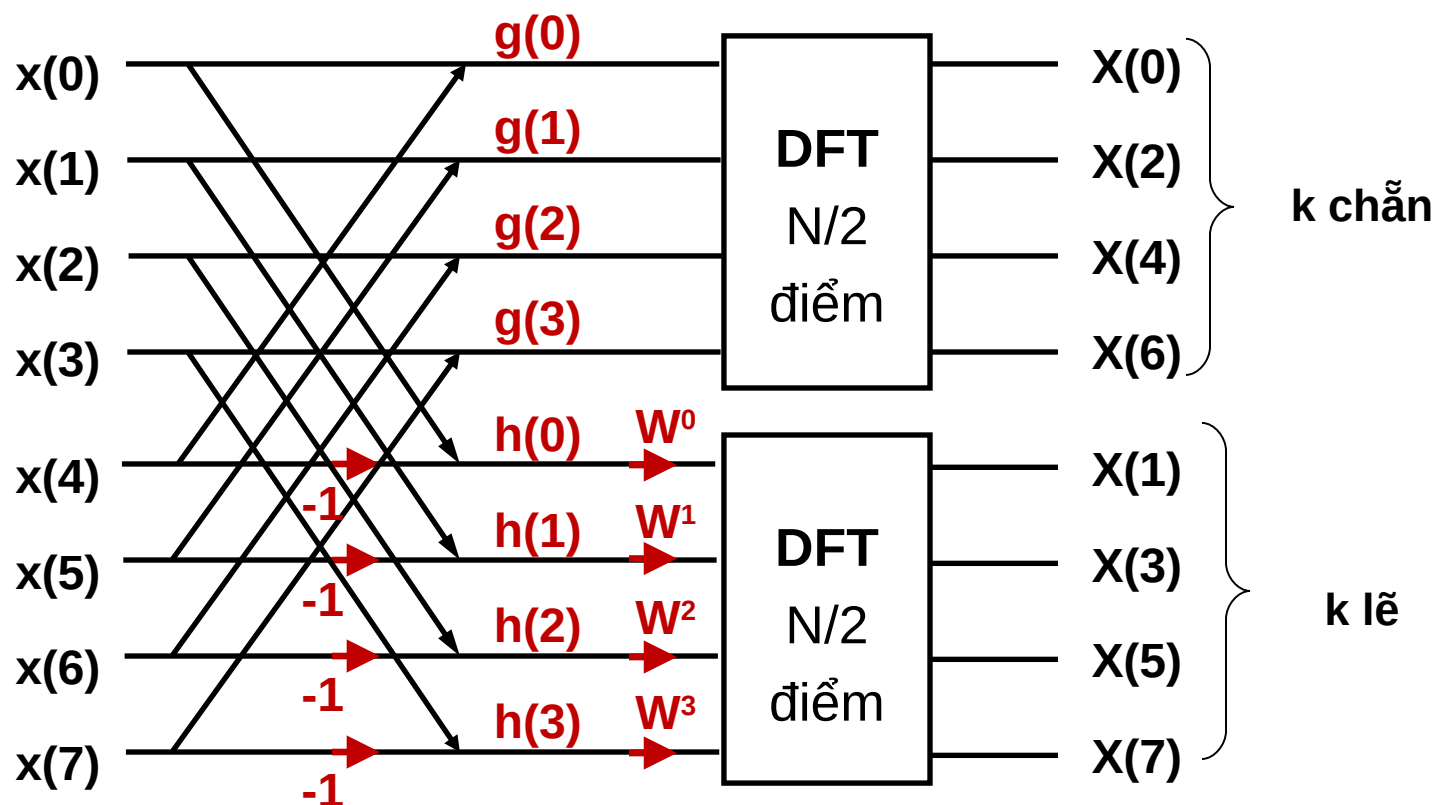 x(0)
x(1)
x(2)
x(3)
x(4)
x(5)
x(6)
x(7)
-1
-1
-1
-1
g(0)
g(1)
g(2)
g(3)
h(0)
h(1)
h(2)
h(3)
W⁰
W¹
W²
W³
DFT
N/2
điểm
DFT
N/2
điểm
X(0)
X(2)
X(4)
X(6)
X(1)
X(3)
X(5)
X(7)
k chẵn
k lẽ